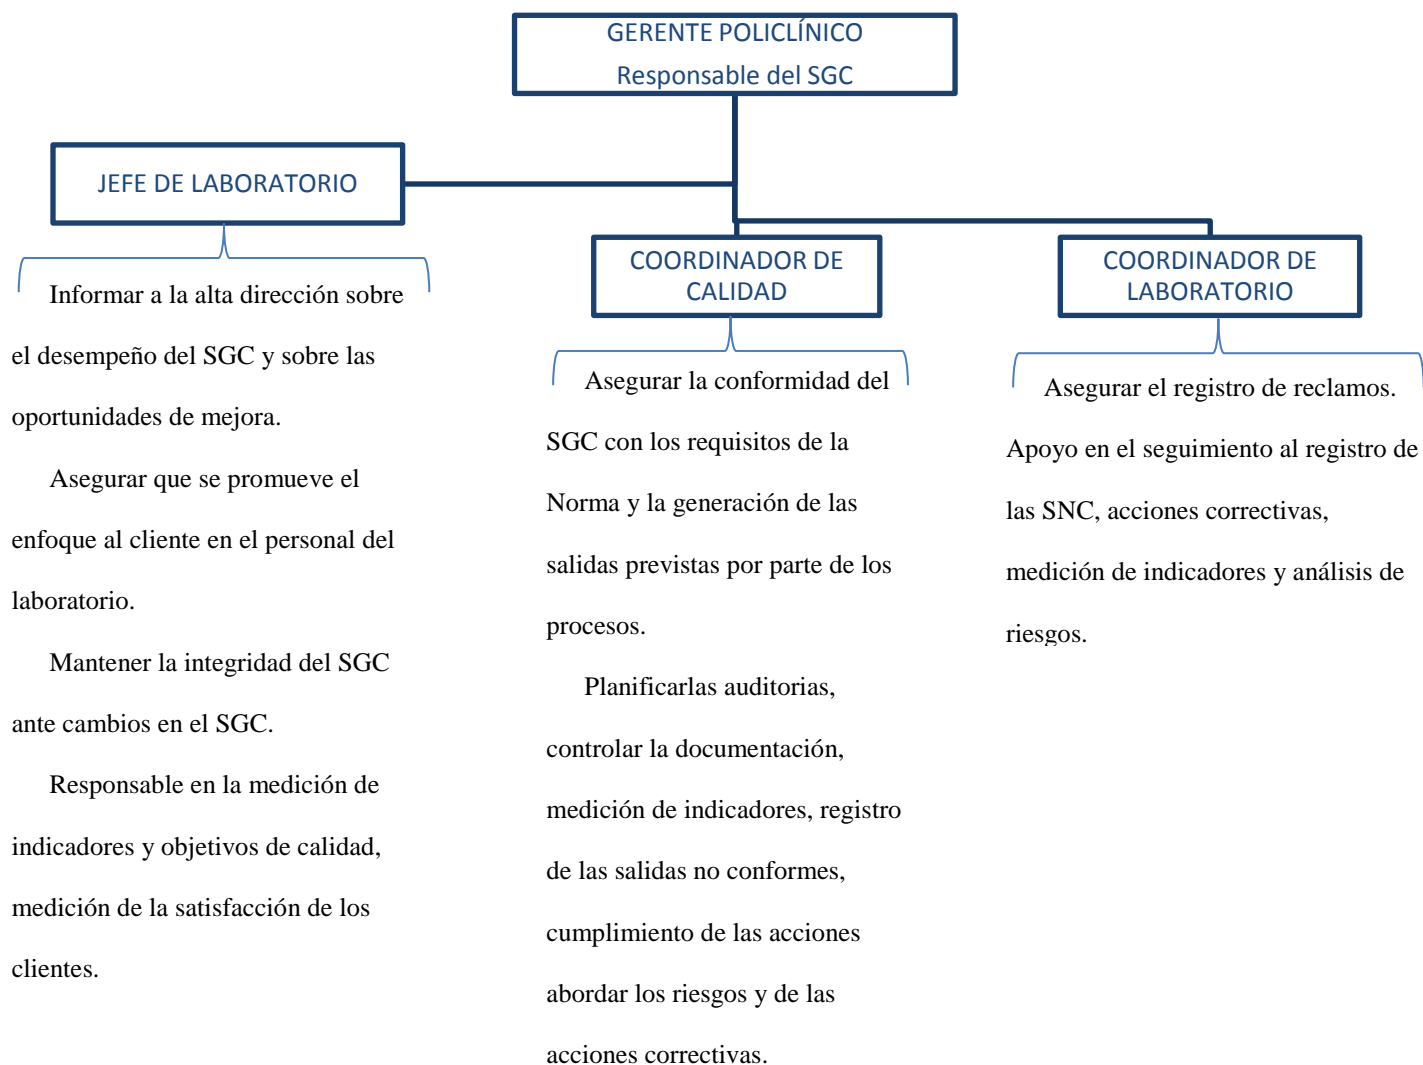 GERENTE POLICLÍNICO
Responsable del SGC
JEFE DE LABORATORIO
Informar a la alta dirección sobre
el desempeño del SGC y sobre las
oportunidades de mejora.
Asegurar que se promueve el
enfoque al cliente en el personal del
laboratorio.
Mantener la integridad del SGC
ante cambios en el SGC.
Responsable en la medición de
indicadores y objetivos de calidad,
medición de la satisfacción de los
clientes.
COORDINADOR DE
CALIDAD
Asegurar la conformidad del
SGC con los requisitos de la
Norma y la generación de las
salidas previstas por parte de los
procesos.
Planificarlas auditorias,
controlar la documentación,
medición de indicadores, registro
de las salidas no conformes,
cumplimiento de las acciones
abordar los riesgos y de las
acciones correctivas.
COORDINADOR DE
LABORATORIO
Asegurar el registro de reclamos.
Apoyo en el seguimiento al registro de
las SNC, acciones correctivas,
medición de indicadores y análisis de
riesgos.